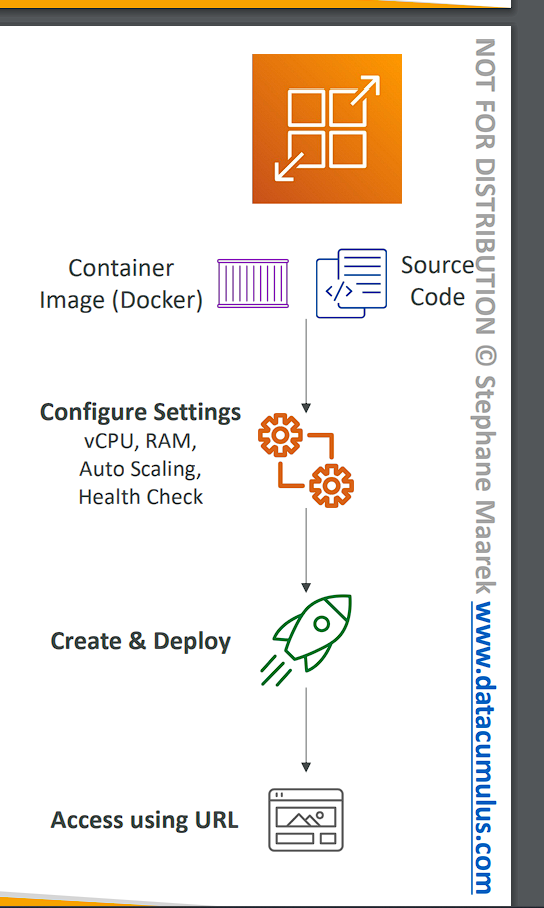 Container
Image (Docker)
Source
Code
</>
Configure Settings
vCPU, RAM,
Auto Scaling,
Health Check
Create & Deploy
Access using URL
NOT FOR DISTRIBUTION © Stephane Maarek www.datacumulus.com